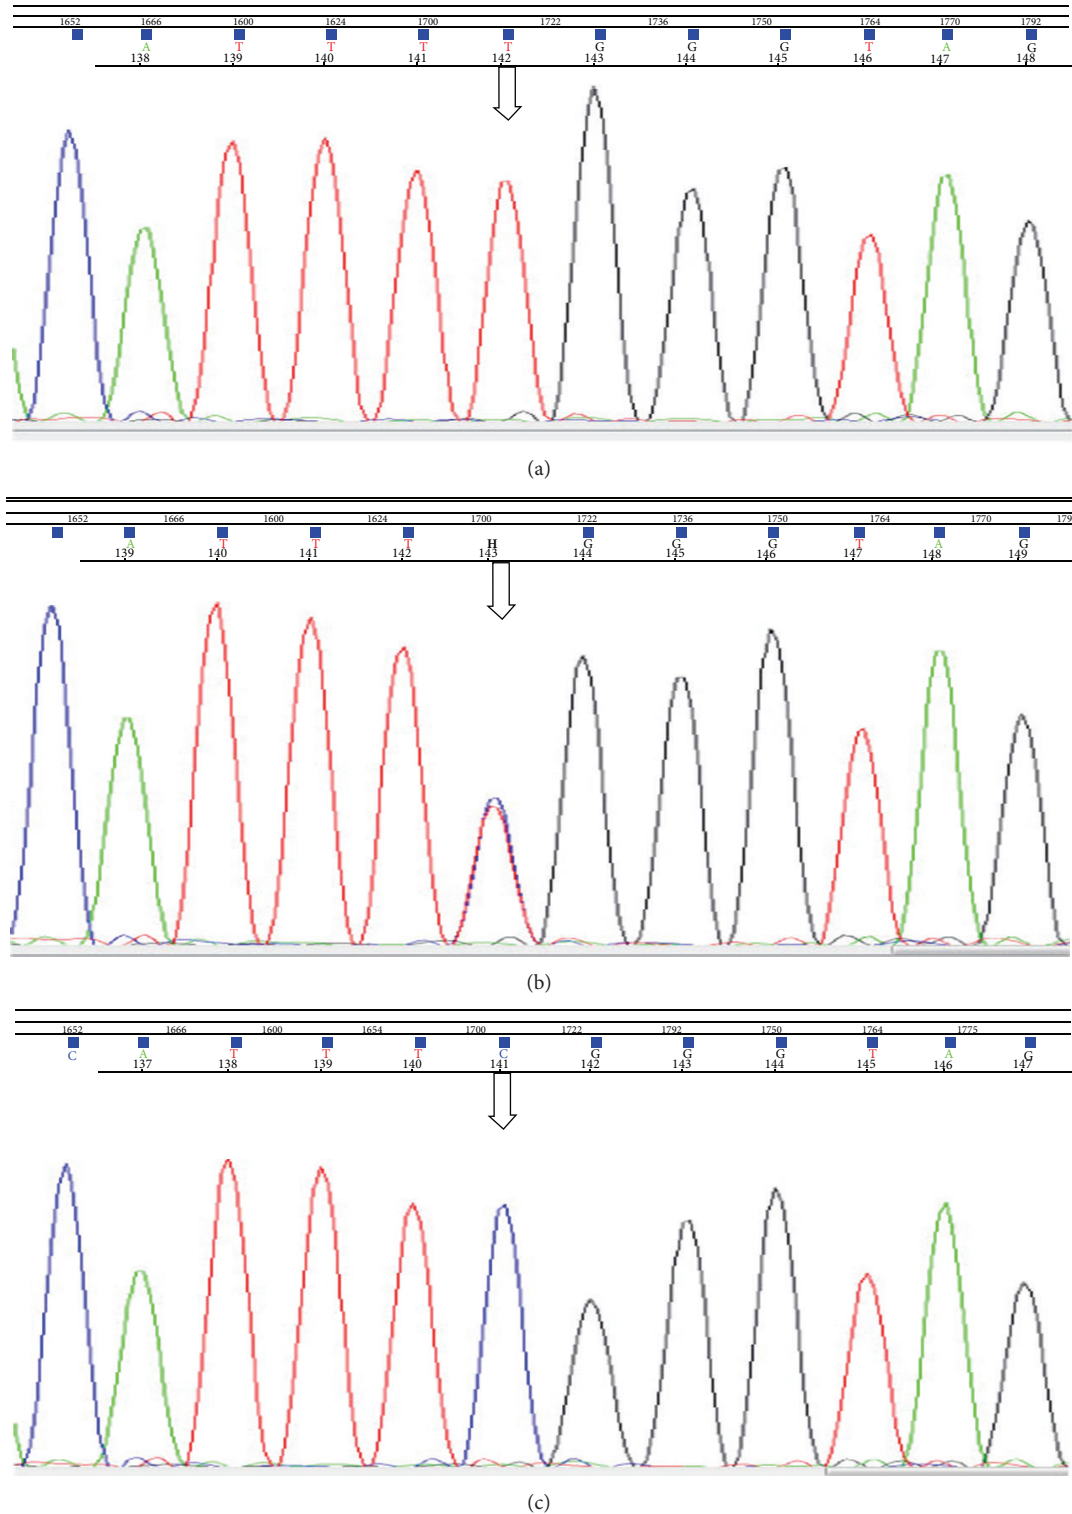 1652 1666 1600 1624 1700 1722 1736 1750 1764 1770 1792
A T T T T G G G T A G
138 139 140 141 142 143 144 145 146 147 148
(a)
1652 1666 1600 1624 1700 1722 1736 1750 1764 1770 179
A T T T H G G G T A G
139 140 141 142 143 144 145 146 147 148 149
(b)
1652 1666 1600 1654 1700 1722 1792 1750 1764 1775
C A T T T C G G G T A G
137 138 139 140 141 142 143 144 145 146 147
(c)